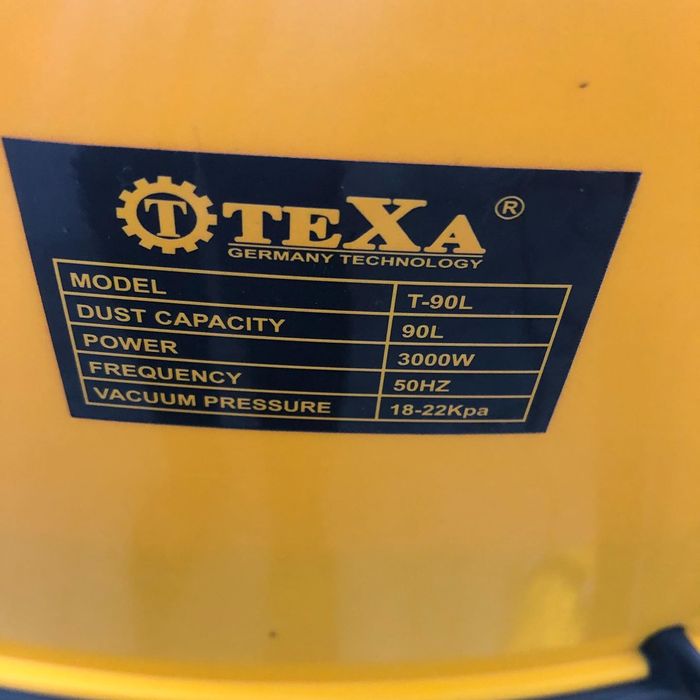 T TEXA ®
GERMANY TECHNOLOGY
MODEL T-90L
DUST CAPACITY 90L
POWER 3000W
FREQUENCY 50HZ
VACUUM PRESSURE 18-22Kpa